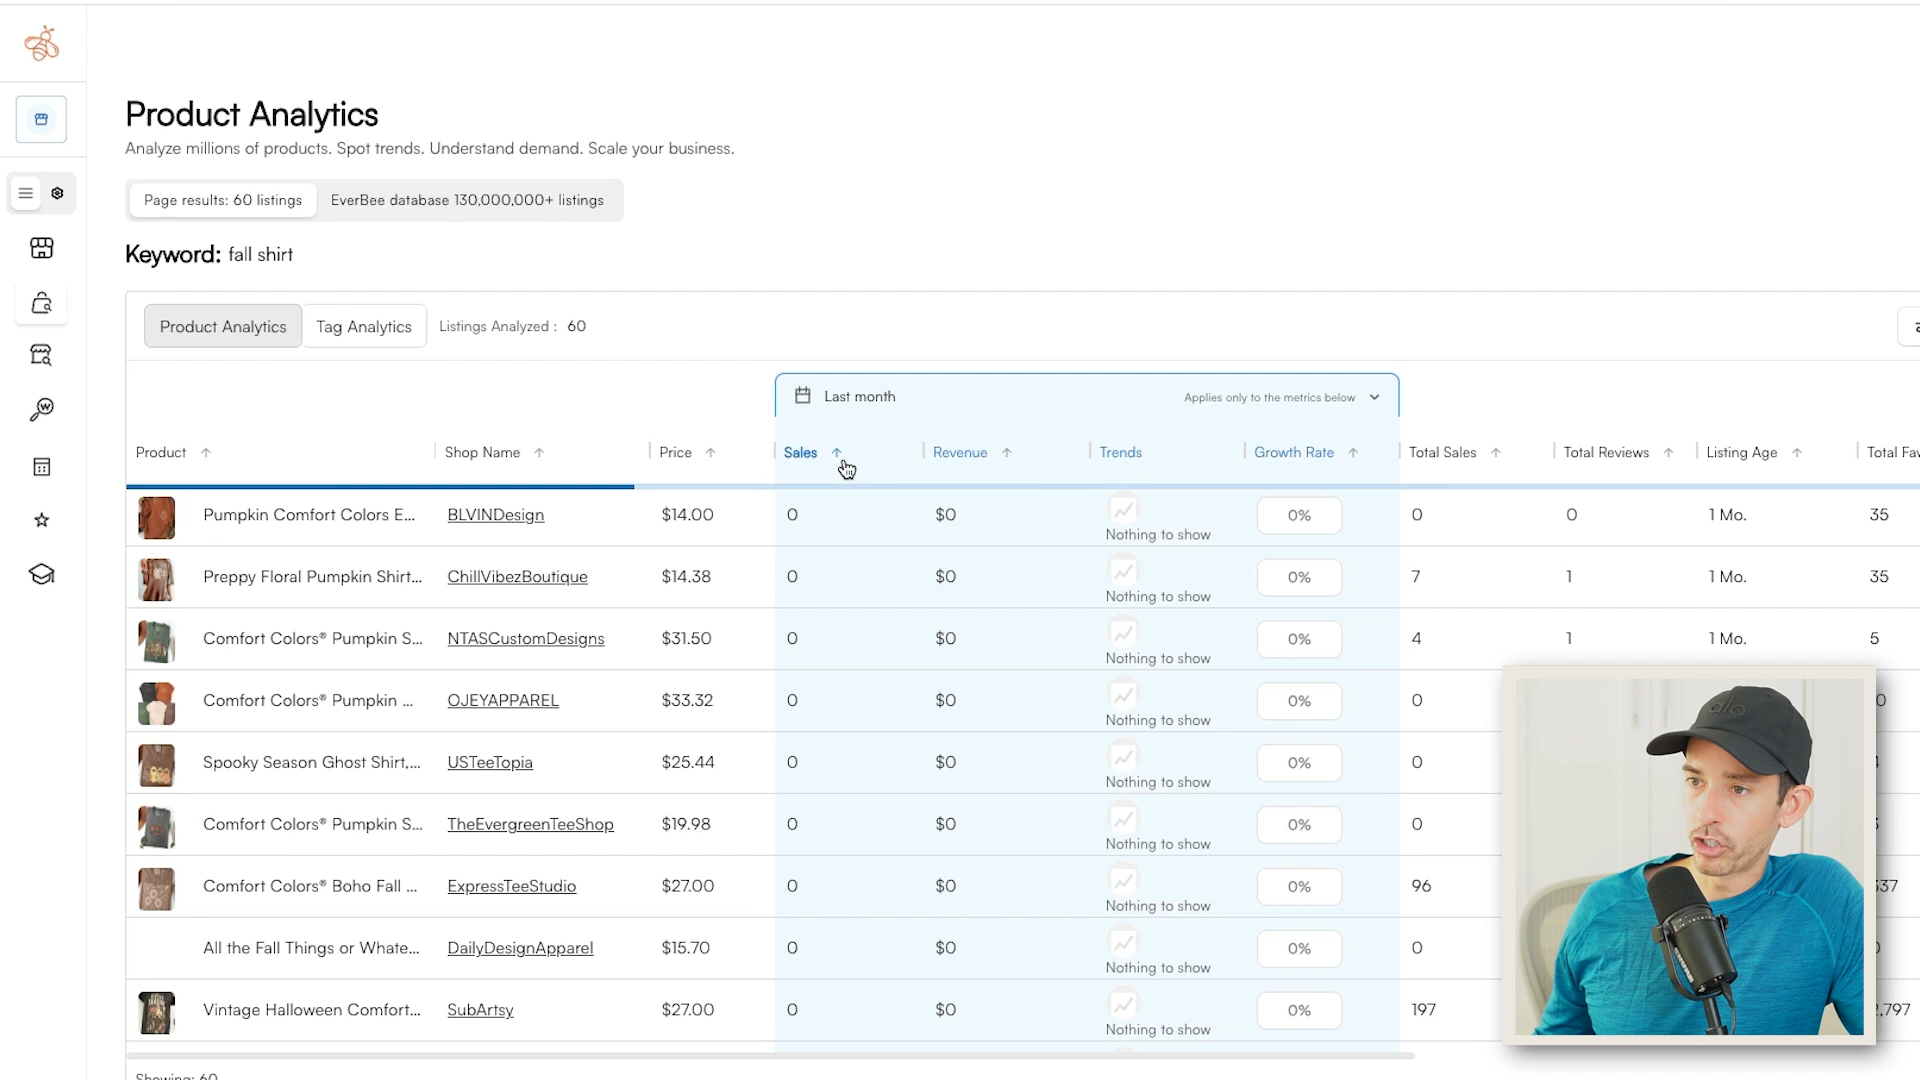 Product Analytics
Analyze millions of products. Spot trends. Understand demand. Scale your business.
Page results: 60 listings EverBee database 130,000,000+ listings
Keyword: fall shirt
Product Analytics Tag Analytics Listings Analyzed : 60
Last month Applies only to the metrics below
Product Shop Name Price Sales Revenue Trends Growth Rate Total Sales Total Reviews Listing Age Total Fav
Pumpkin Comfort Colors E... BLVINDesign $14.00 0 $0 Nothing to show 0% 0 0 1 Mo. 35
Preppy Floral Pumpkin Shirt... ChillVibezBoutique $14.38 0 $0 Nothing to show 0% 7 1 1 Mo. 35
Comfort Colors® Pumpkin S... NTASCustomDesigns $31.50 0 $0 Nothing to show 0% 4 1 1 Mo. 5
Comfort Colors® Pumpkin ... OJEYAPPAREL $33.32 0 $0 Nothing to show 0% 0
Spooky Season Ghost Shirt,... USTeeTopia $25.44 0 $0 Nothing to show 0% 0
Comfort Colors® Pumpkin S... TheEvergreenTeeShop $19.98 0 $0 Nothing to show 0% 0
Comfort Colors® Boho Fall ... ExpressTeeStudio $27.00 0 $0 Nothing to show 0% 96
All the Fall Things or Whate... DailyDesignApparel $15.70 0 $0 Nothing to show 0% 0
Vintage Halloween Comfort... SubArtsy $27.00 0 $0 Nothing to show 0% 197
alo